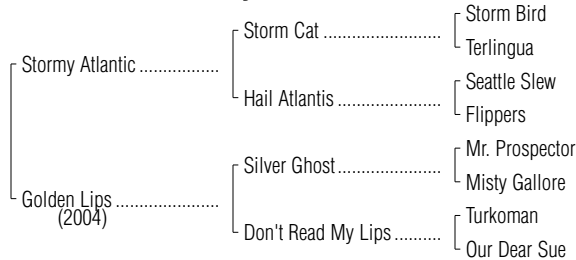 Storm Bird
Storm Cat ........................
Terlingua
Stormy Atlantic ................
Seattle Slew
Hail Atlantis .....................
Flippers
Mr. Prospector
Silver Ghost .....................
Misty Gallore
Golden Lips .....................
(2004)
Turkoman
Don't Read My Lips ..........
Our Dear Sue